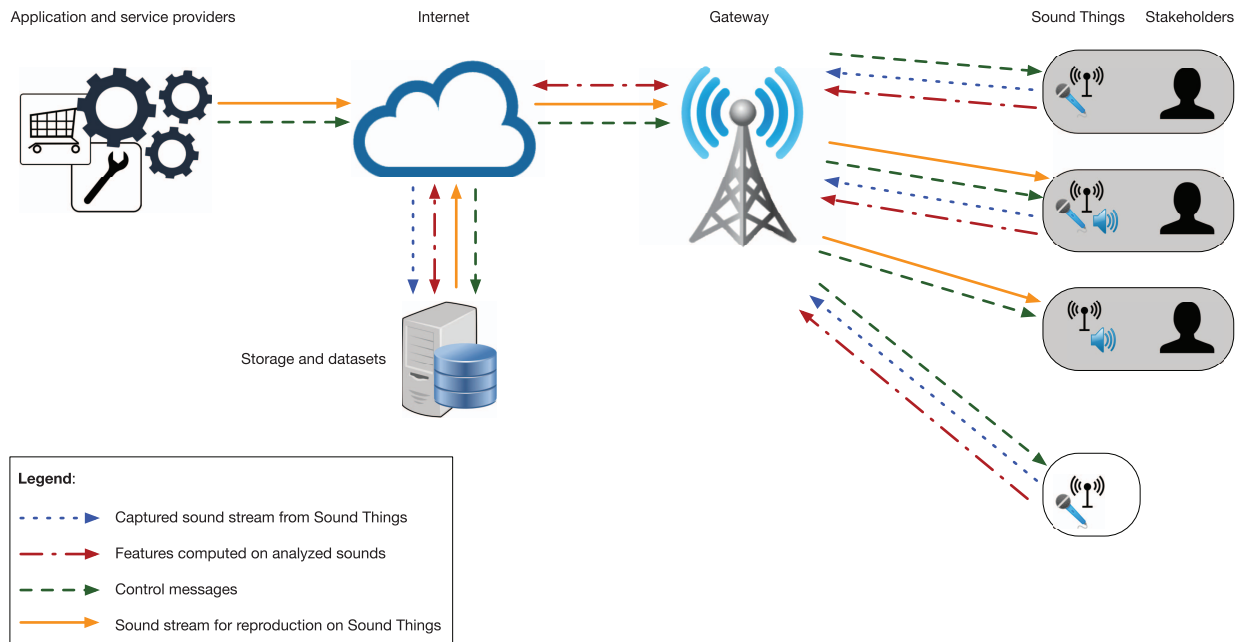 Application and service providers
Internet
Gateway
Sound Things
Stakeholders
Storage and datasets
Legend:
Captured sound stream from Sound Things
Features computed on analyzed sounds
Control messages
Sound stream for reproduction on Sound Things